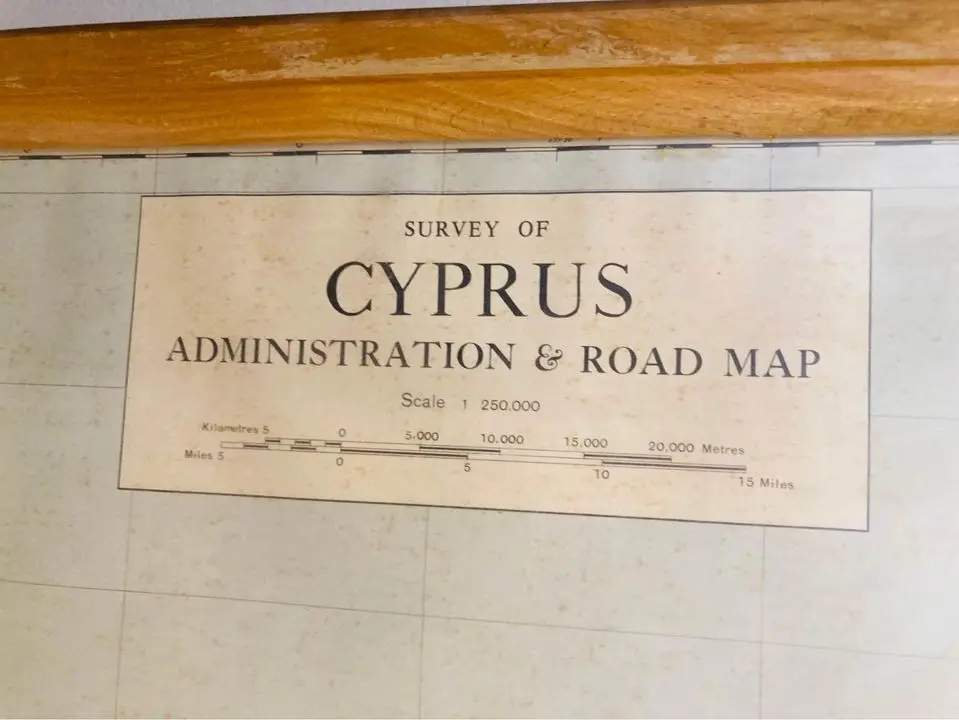 SURVEY OF
CYPRUS
ADMINISTRATION & ROAD MAP
Scale 1 250.000
Kilometres 5 0 5.000 10.000 15.000 20.000 Metres
Miles 5 0 5 10 15 Miles